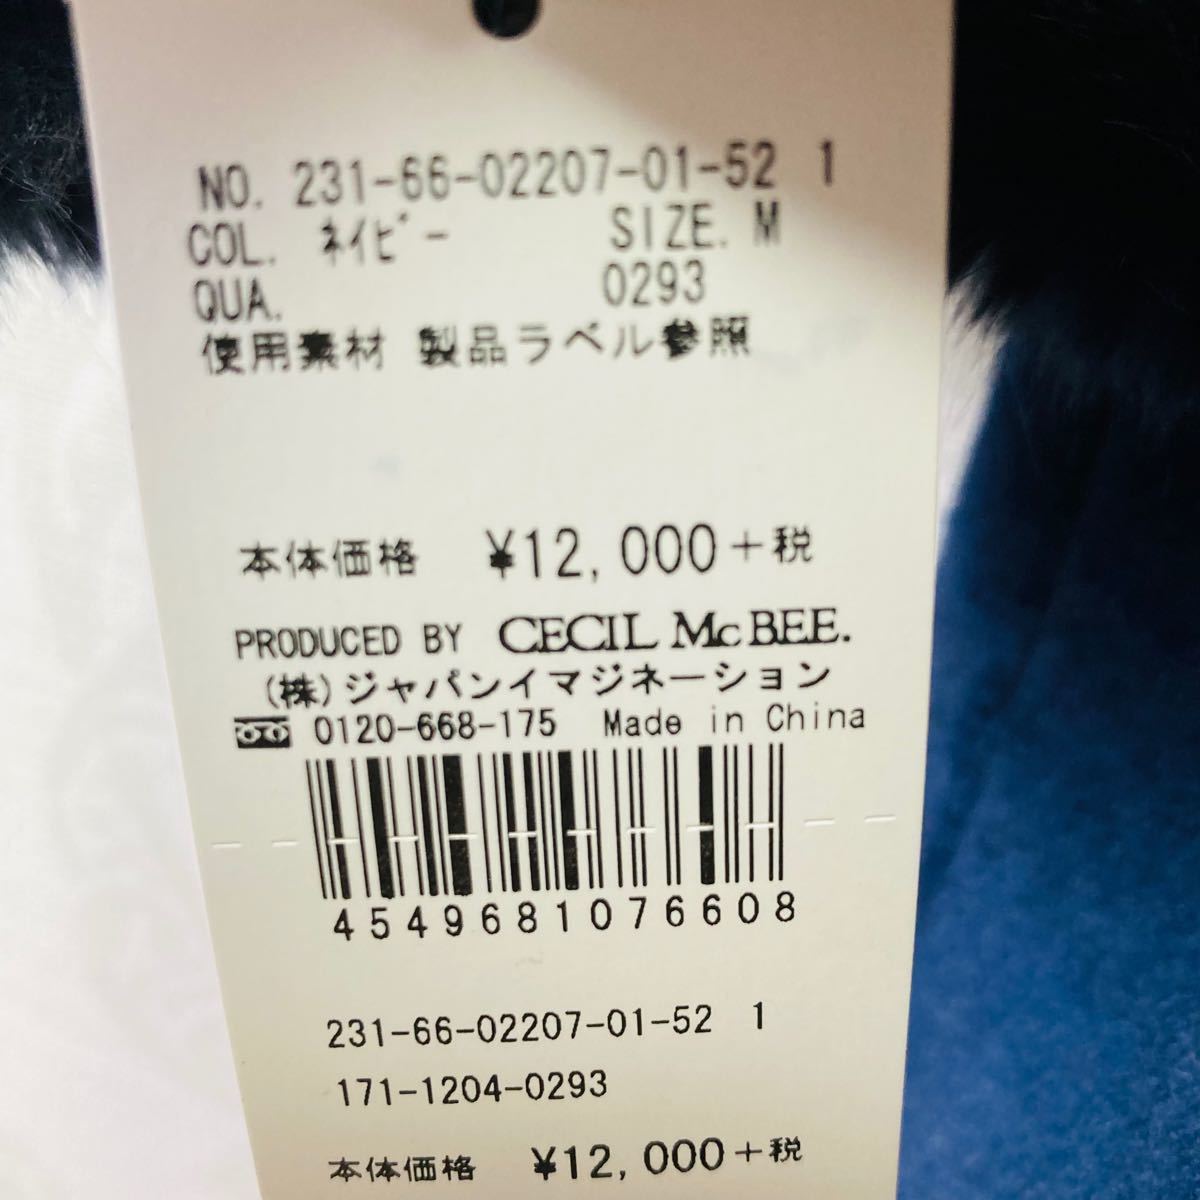 NO. 231-66-02207-01-52 1
COL. ネイビー SIZE. M
QUA. 0293
使用素材 製品ラベル参照
本体価格 ¥12,000+税
PRODUCED BY CECIL McBEE.
(株)ジャパンイマジネーション
0120-668-175 Made in China
4549681076608
231-66-02207-01-52 1
171-1204-0293
本体価格 ¥12,000+税